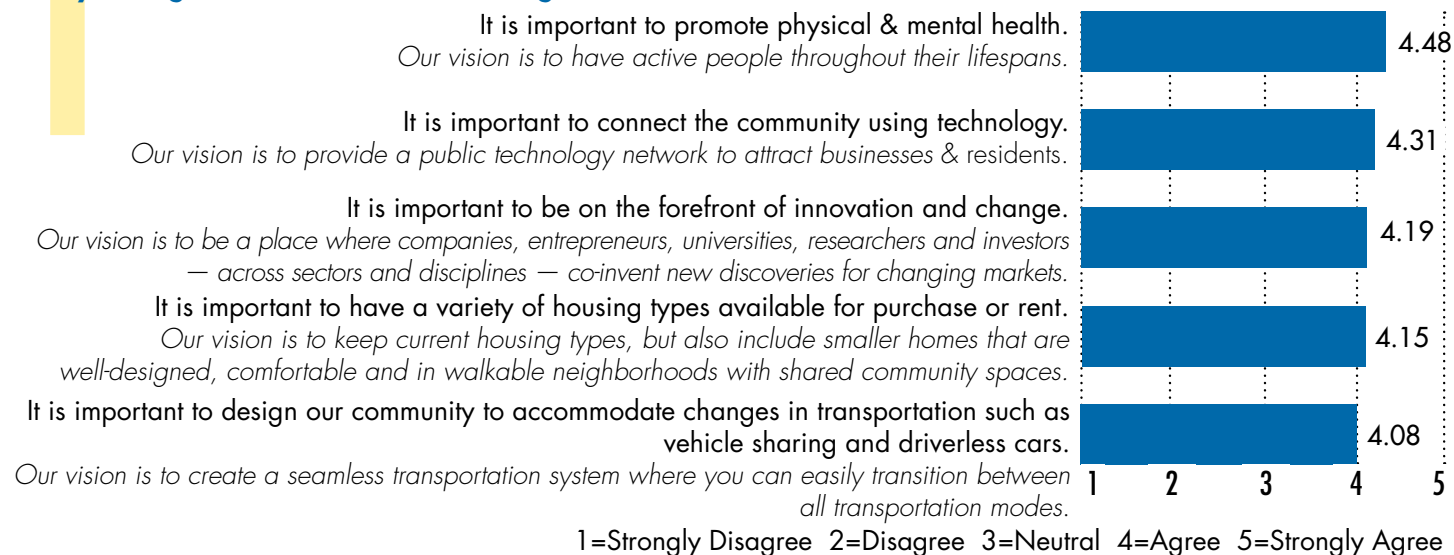 It is important to promote physical & mental health.
Our vision is to have active people throughout their lifespans.
4.48
It is important to connect the community using technology.
Our vision is to provide a public technology network to attract businesses & residents.
4.31
It is important to be on the forefront of innovation and change.
Our vision is to be a place where companies, entrepreneurs, universities, researchers and investors
— across sectors and disciplines — co-invent new discoveries for changing markets.
4.19
It is important to have a variety of housing types available for purchase or rent.
Our vision is to keep current housing types, but also include smaller homes that are
well-designed, comfortable and in walkable neighborhoods with shared community spaces.
4.15
It is important to design our community to accommodate changes in transportation such as
vehicle sharing and driverless cars.
4.08
Our vision is to create a seamless transportation system where you can easily transition between
all transportation modes.
1 2 3 4 5
1=Strongly Disagree 2=Disagree 3=Neutral 4=Agree 5=Strongly Agree